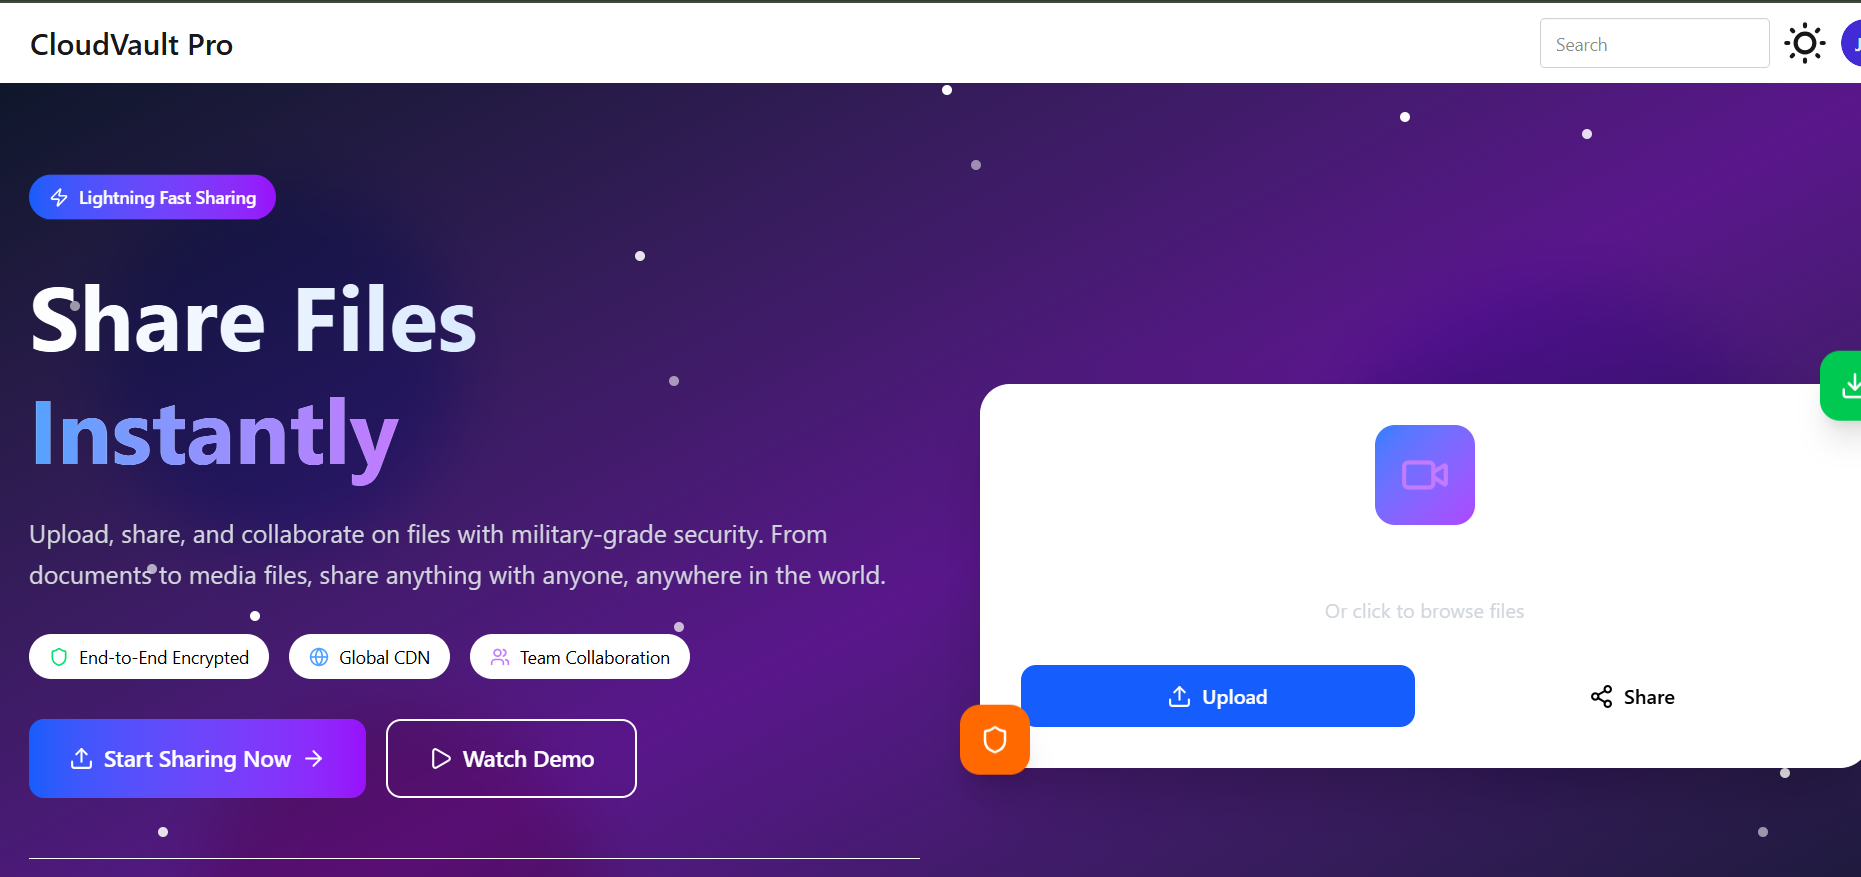 CloudVault Pro
Search
J
Lightning Fast Sharing
Share Files
Instantly
Upload, share, and collaborate on files with military-grade security. From
documents to media files, share anything with anyone, anywhere in the world.
End-to-End Encrypted
Global CDN
Team Collaboration
Start Sharing Now
Watch Demo
Or click to browse files
Upload
Share